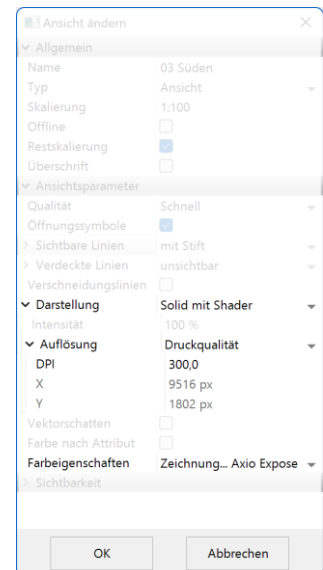 Ansicht ändern
Allgemein
Name 03 Süden
Typ Ansicht
Skalierung 1:100
Offline
Restskalierung
Überschrift
Ansichtsparameter
Qualität Schnell
Öffnungssymbole
Sichtbare Linien mit Stift
Verdeckte Linien unsichtbar
Verschneidungslinien
Darstellung Solid mit Shader
Intensität 100 %
Auflösung Druckqualität
DPI 300,0
X 9516 px
Y 1802 px
Vektorschatten
Farbe nach Attribut
Farbeigenschaften Zeichnung... Axio Expose
Sichtbarkeit
OK Abbrechen